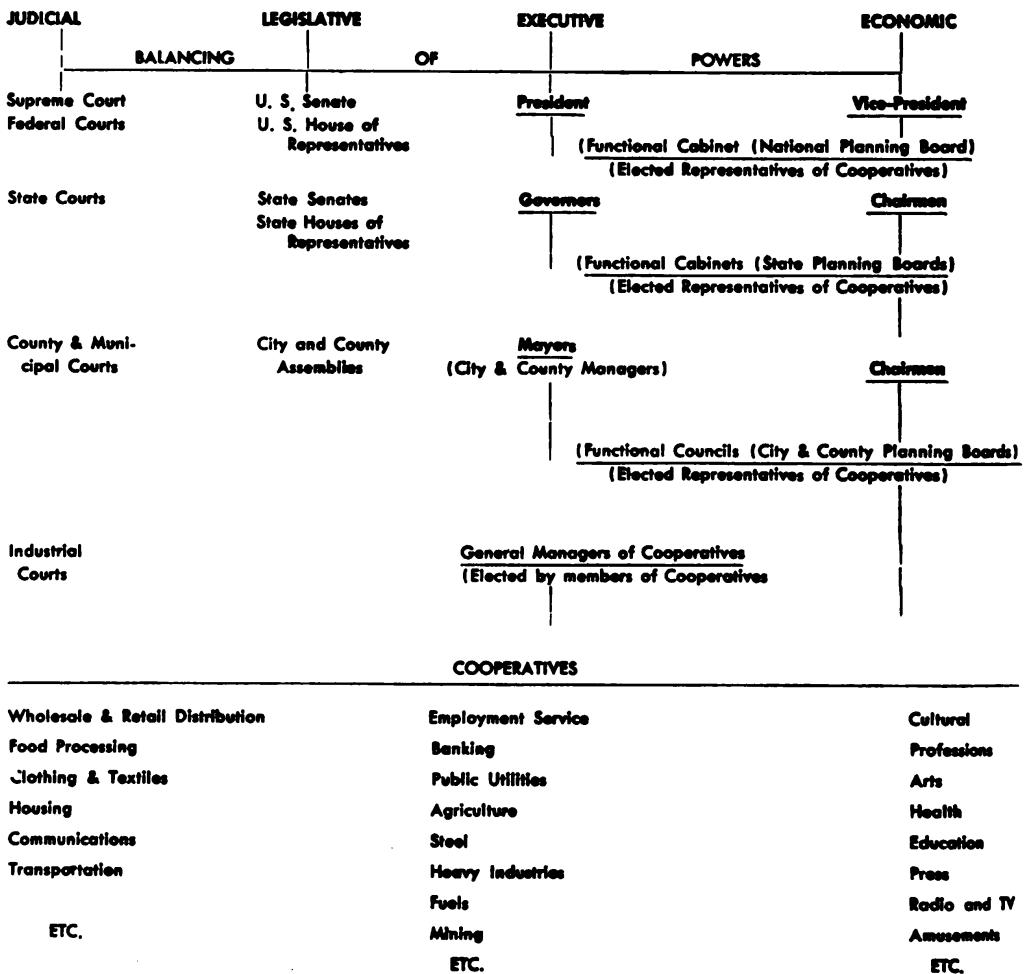 JUDICIAL LEGISLATIVE EXECUTIVE ECONOMIC
BALANCING OF POWERS
Supreme Court U. S. Senate President Vice-President
Federal Courts U. S. House of
Representatives
(Functional Cabinet (National Planning Board)
(Elected Representatives of Cooperatives)
State Courts State Senates Governors Chairmen
State Houses of
Representatives
(Functional Cabinets (State Planning Boards)
(Elected Representatives of Cooperatives)
County & Muni- City and County Mayors
cipal Courts Assemblies (City & County Managers) Chairmen
(Functional Councils (City & County Planning Boards)
(Elected Representatives of Cooperatives)
Industrial General Managers of Cooperatives
Courts (Elected by members of Cooperatives
COOPERATIVES
Wholesale & Retail Distribution Employment Service Cultural
Food Processing Banking Professions
Clothing & Textiles Public Utilities Arts
Housing Agriculture Health
Communications Steel Education
Transportation Heavy Industries Press
Fuels Radio and TV
ETC. Mining Amusements
ETC. ETC.